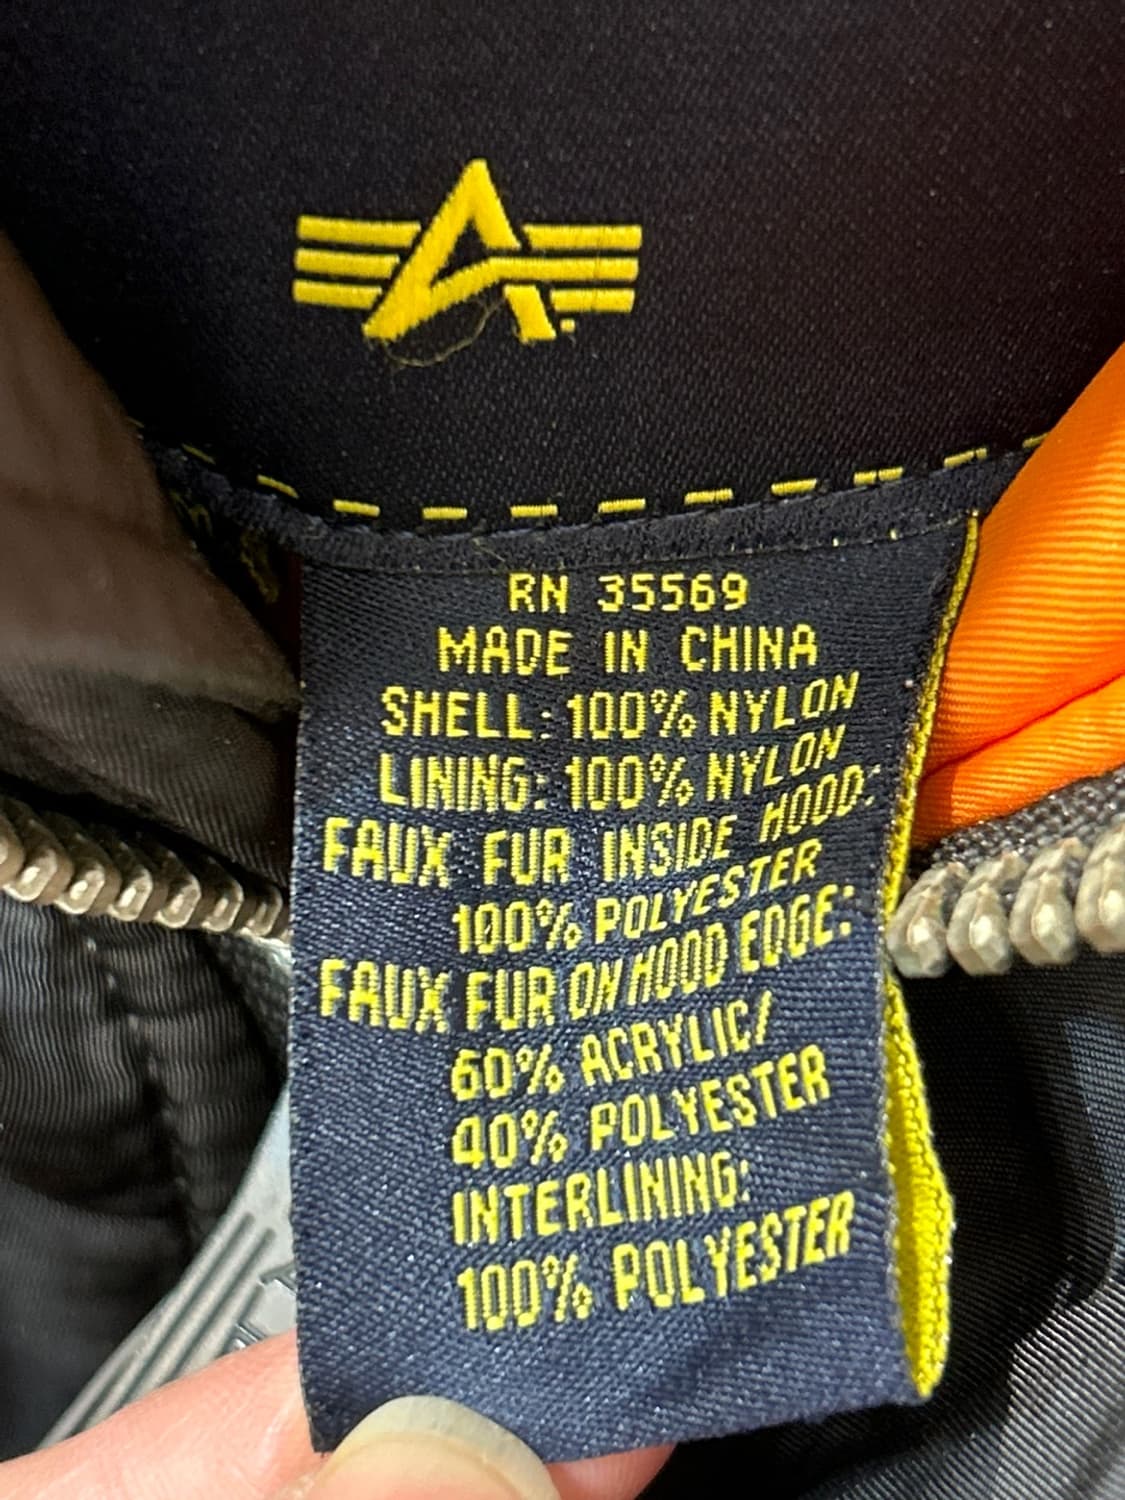 RN 35569
MADE IN CHINA
SHELL: 100% NYLON
LINING: 100% NYLON
FAUX FUR INSIDE HOOD:
100% POLYESTER
FAUX FUR ON HOOD EDGE:
60% ACRYLIC/
40% POLYESTER
INTERLINING:
100% POLYESTER